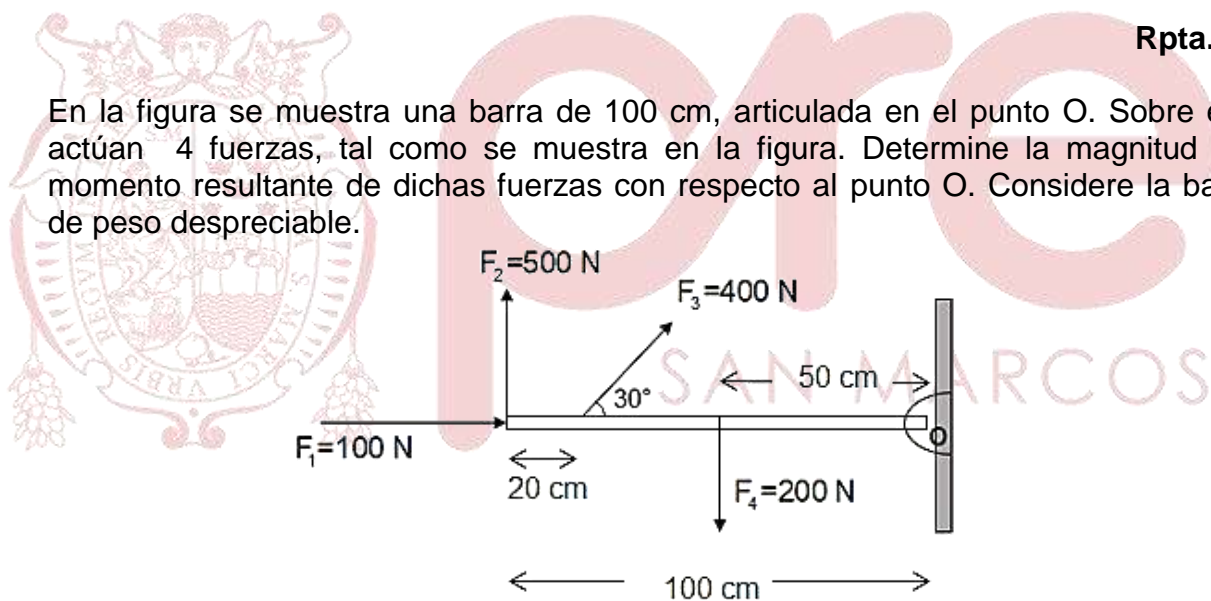 Rpta.
En la figura se muestra una barra de 100 cm, articulada en el punto O. Sobre
actúan 4 fuerzas, tal como se muestra en la figura. Determine la magnitud
momento resultante de dichas fuerzas con respecto al punto O. Considere la
de peso despreciable.
F₂=500 N
F₃=400 N
pre
SAN MARCOS
50 cm
30°
O
F₁=100 N
20 cm
F₄=200 N
100 cm